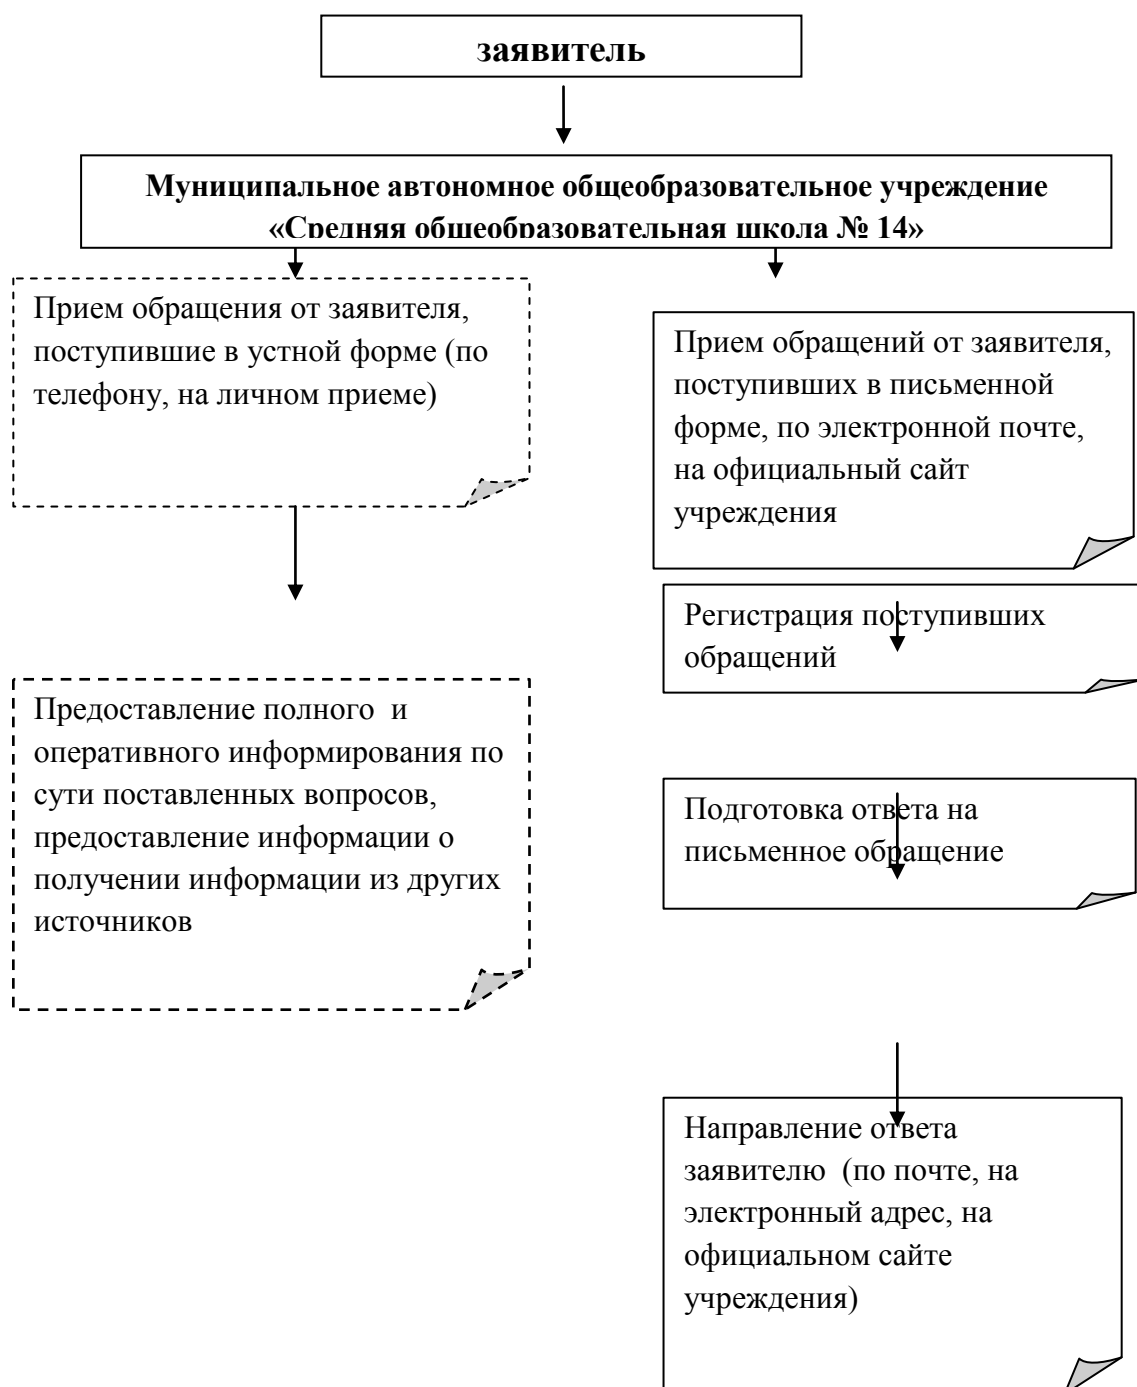 заявитель
Муниципальное автономное общеобразовательное учреждение
«Средняя общеобразовательная школа № 14»
Прием обращения от заявителя,
поступившие в устной форме (по
телефону, на личном приеме)
Прием обращений от заявителя,
поступивших в письменной
форме, по электронной почте,
на официальный сайт
учреждения
Регистрация поступивших
обращений
Предоставление полного и
оперативного информирования по
сути поставленных вопросов,
предоставление информации о
получении информации из других
источников
Подготовка ответа на
письменное обращение
Направление ответа
заявителю (по почте, на
электронный адрес, на
официальном сайте
учреждения)